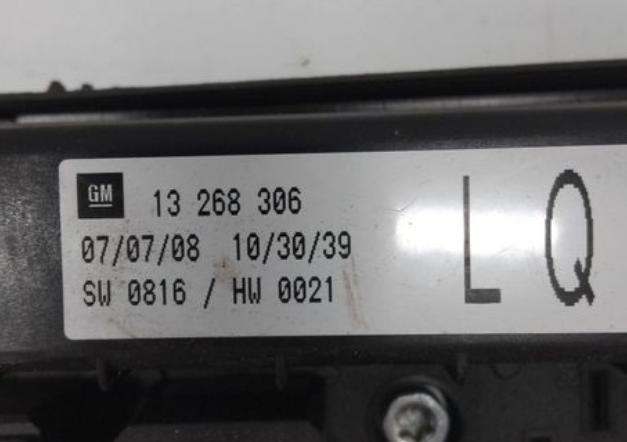 GM 13 268 306
07/07/08 10/30/39
SW 0816 / HW 0021
LQ